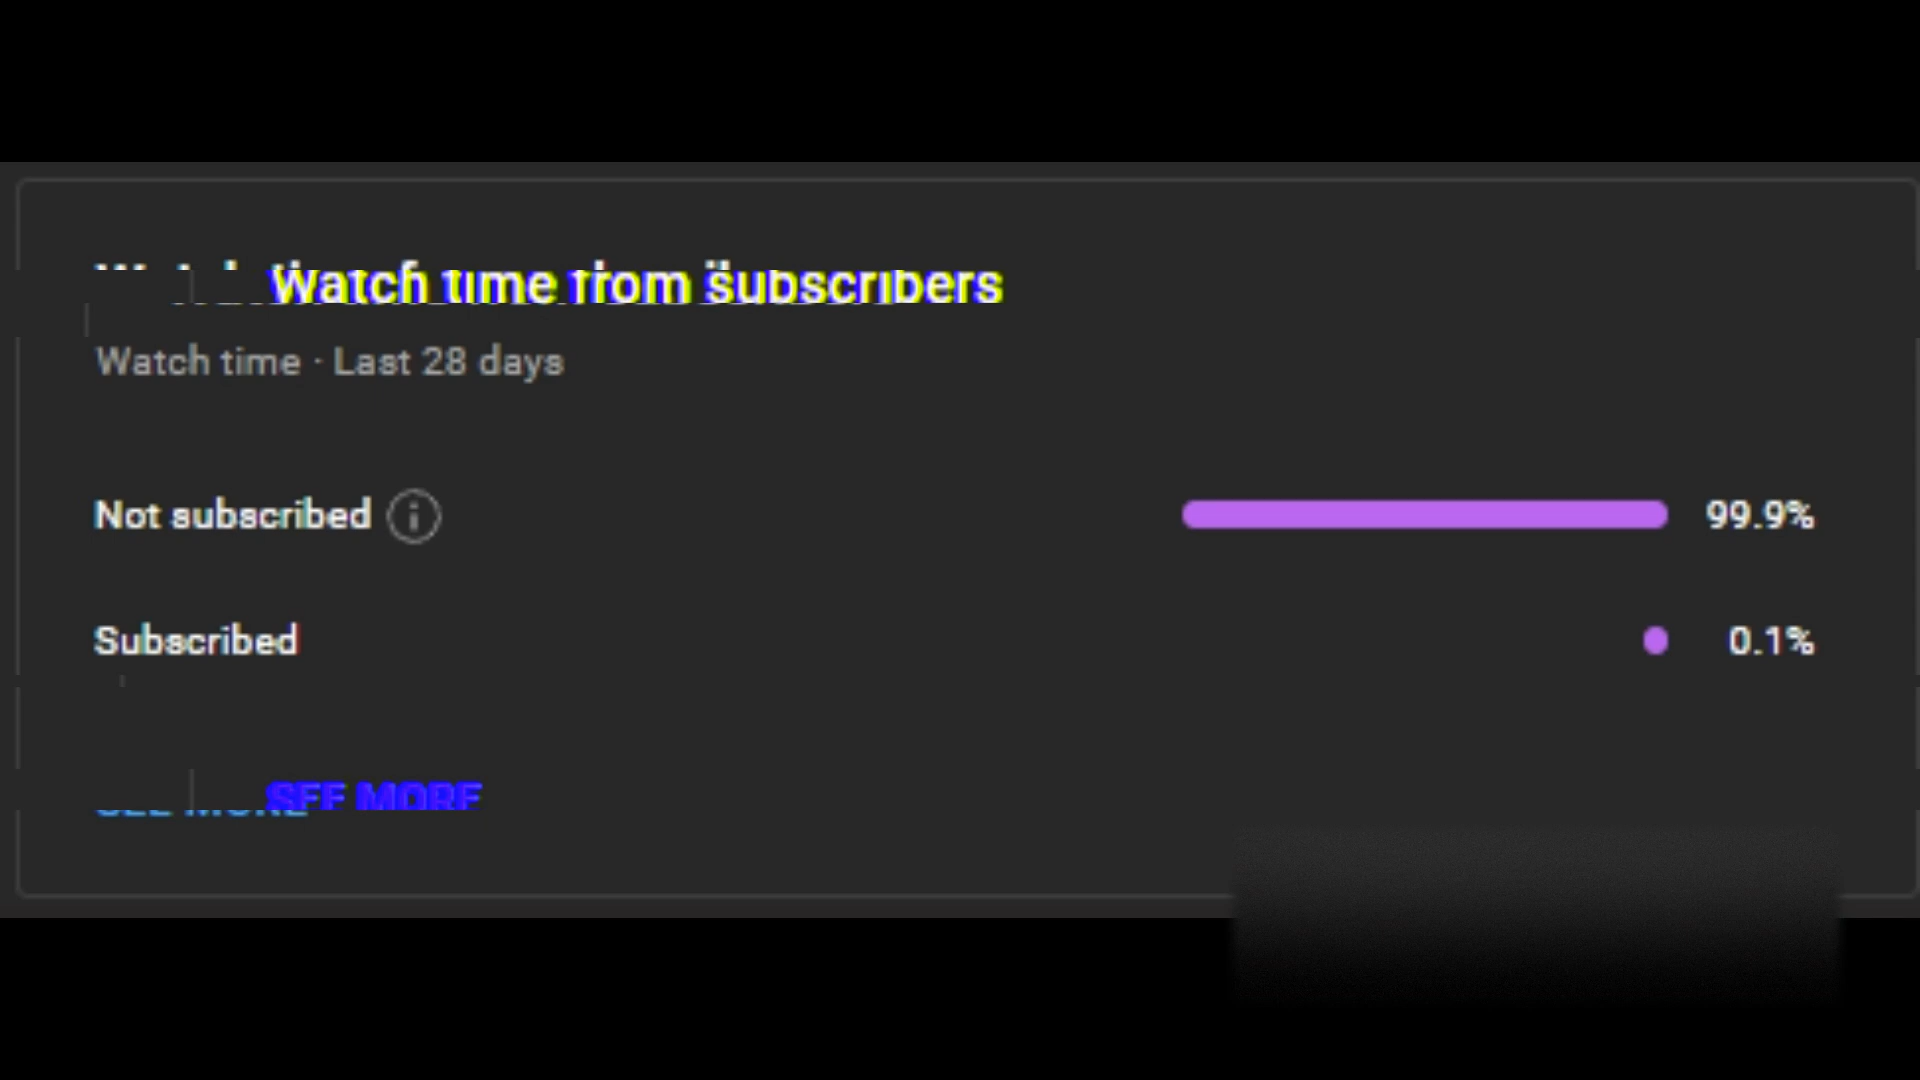 Watch time from subscribers
Watch time · Last 28 days
Not subscribed
99.9%
Subscribed
0.1%
SEE MORE